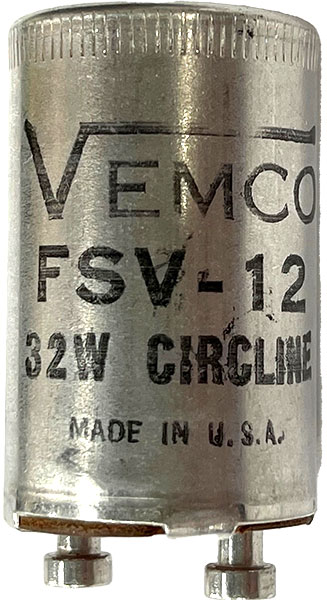 VEMCO
FSV-12
32W CIRCLINE
MADE IN U.S.A.